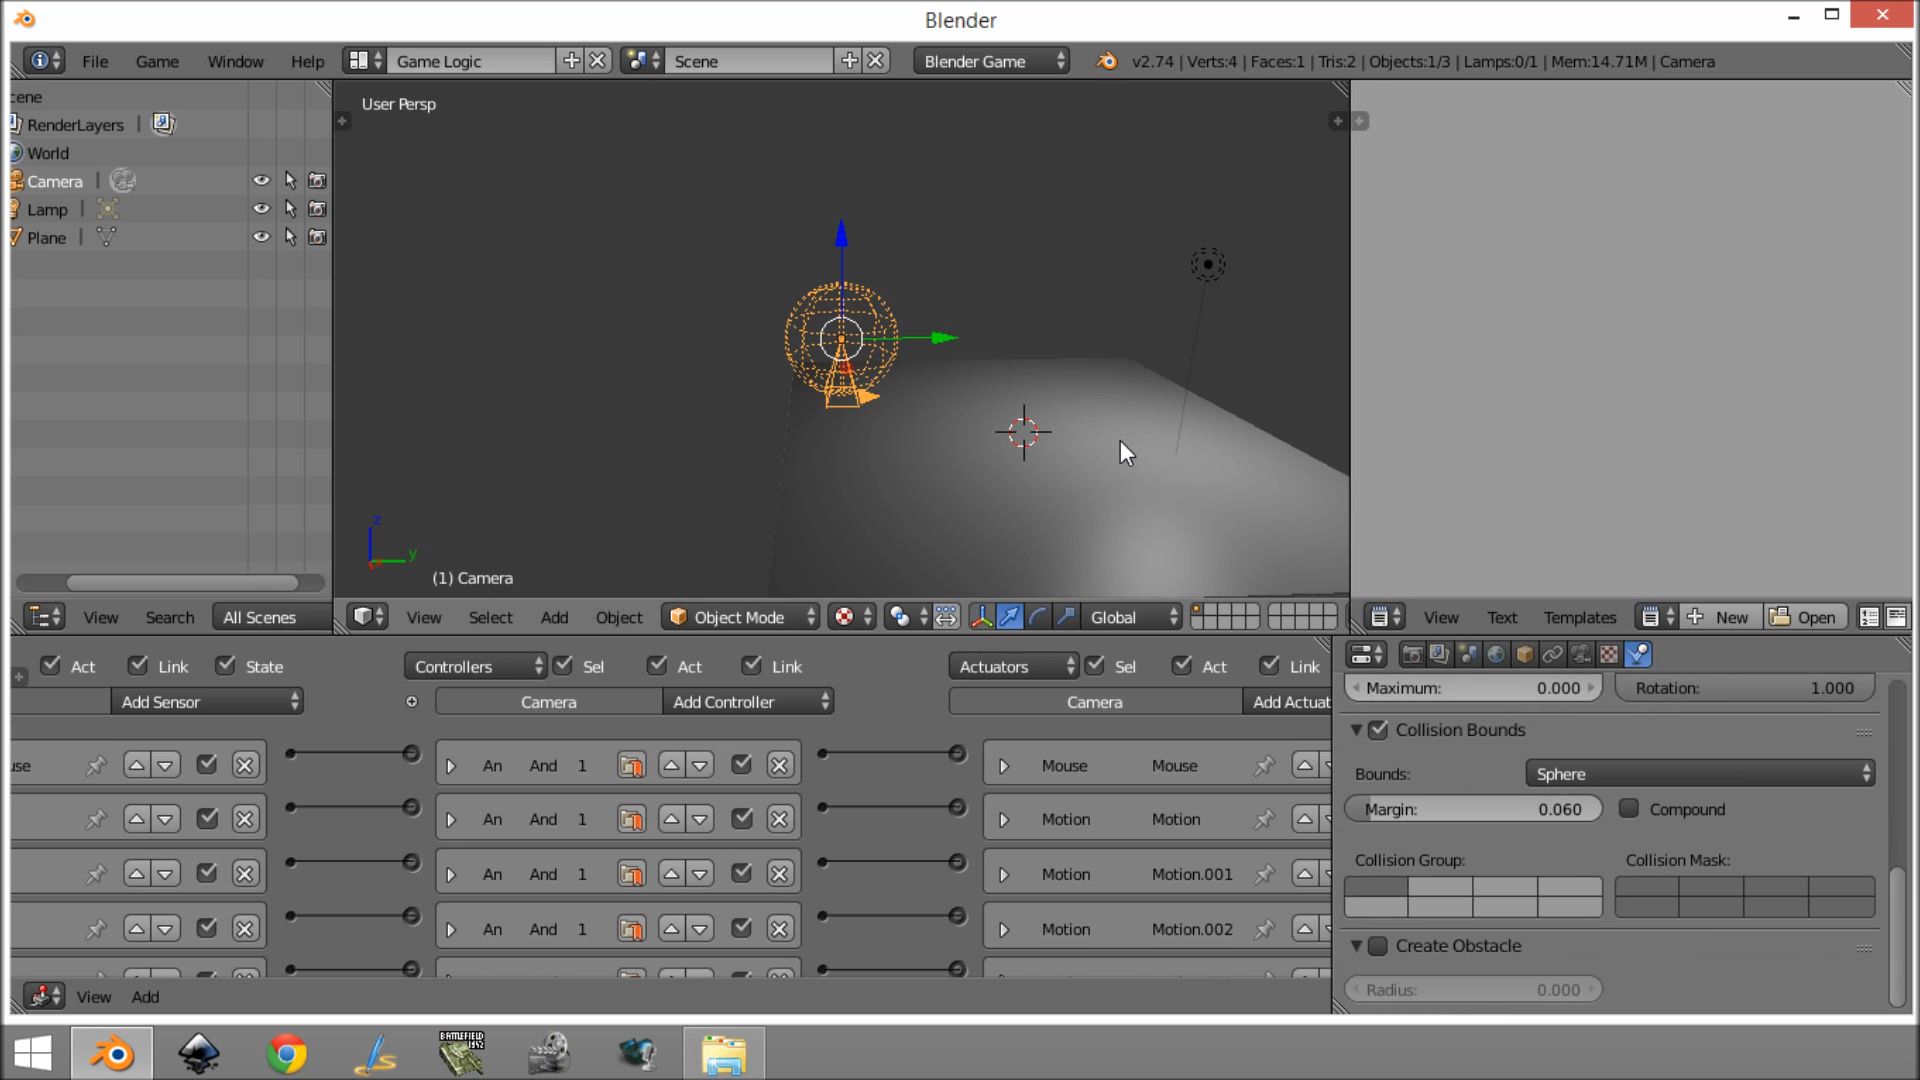 Blender
File Game Window Help Game Logic Scene Blender Game v2.74 | Verts:4 | Faces:1 | Tris:2 | Objects:1/3 | Lamps:0/1 | Mem:14.71M | Camera
cene
RenderLayers
World
Camera
Lamp
Plane
User Persp
z
y
(1) Camera
View Search All Scenes
View Select Add Object Object Mode Global
View Text Templates New Open
Act Link State Controllers Sel Act Link Actuators Sel Act Link
Add Sensor Camera Add Controller Camera Add Actuat
use An And 1 Mouse Mouse
An And 1 Motion Motion
An And 1 Motion Motion.001
An And 1 Motion Motion.002
View Add
Maximum: 0.000 Rotation: 1.000
Collision Bounds
Bounds: Sphere
Margin: 0.060 Compound
Collision Group: Collision Mask:
Create Obstacle
Radius: 0.000
BATTLEFIELD
1942